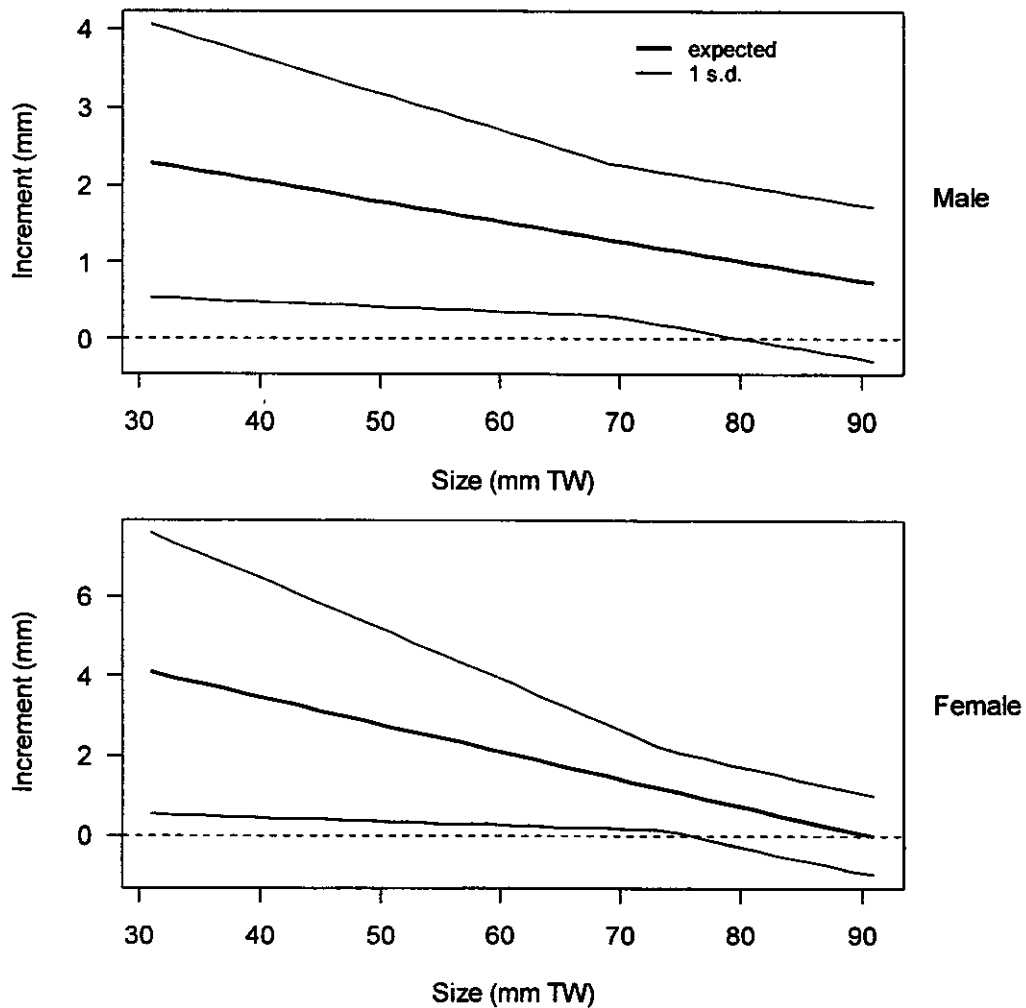 4
3
2
1
0
Increment (mm)
expected
1 s.d.
Male
30 40 50 60 70 80 90
Size (mm TW)
6
4
2
0
Increment (mm)
Female
30 40 50 60 70 80 90
Size (mm TW)